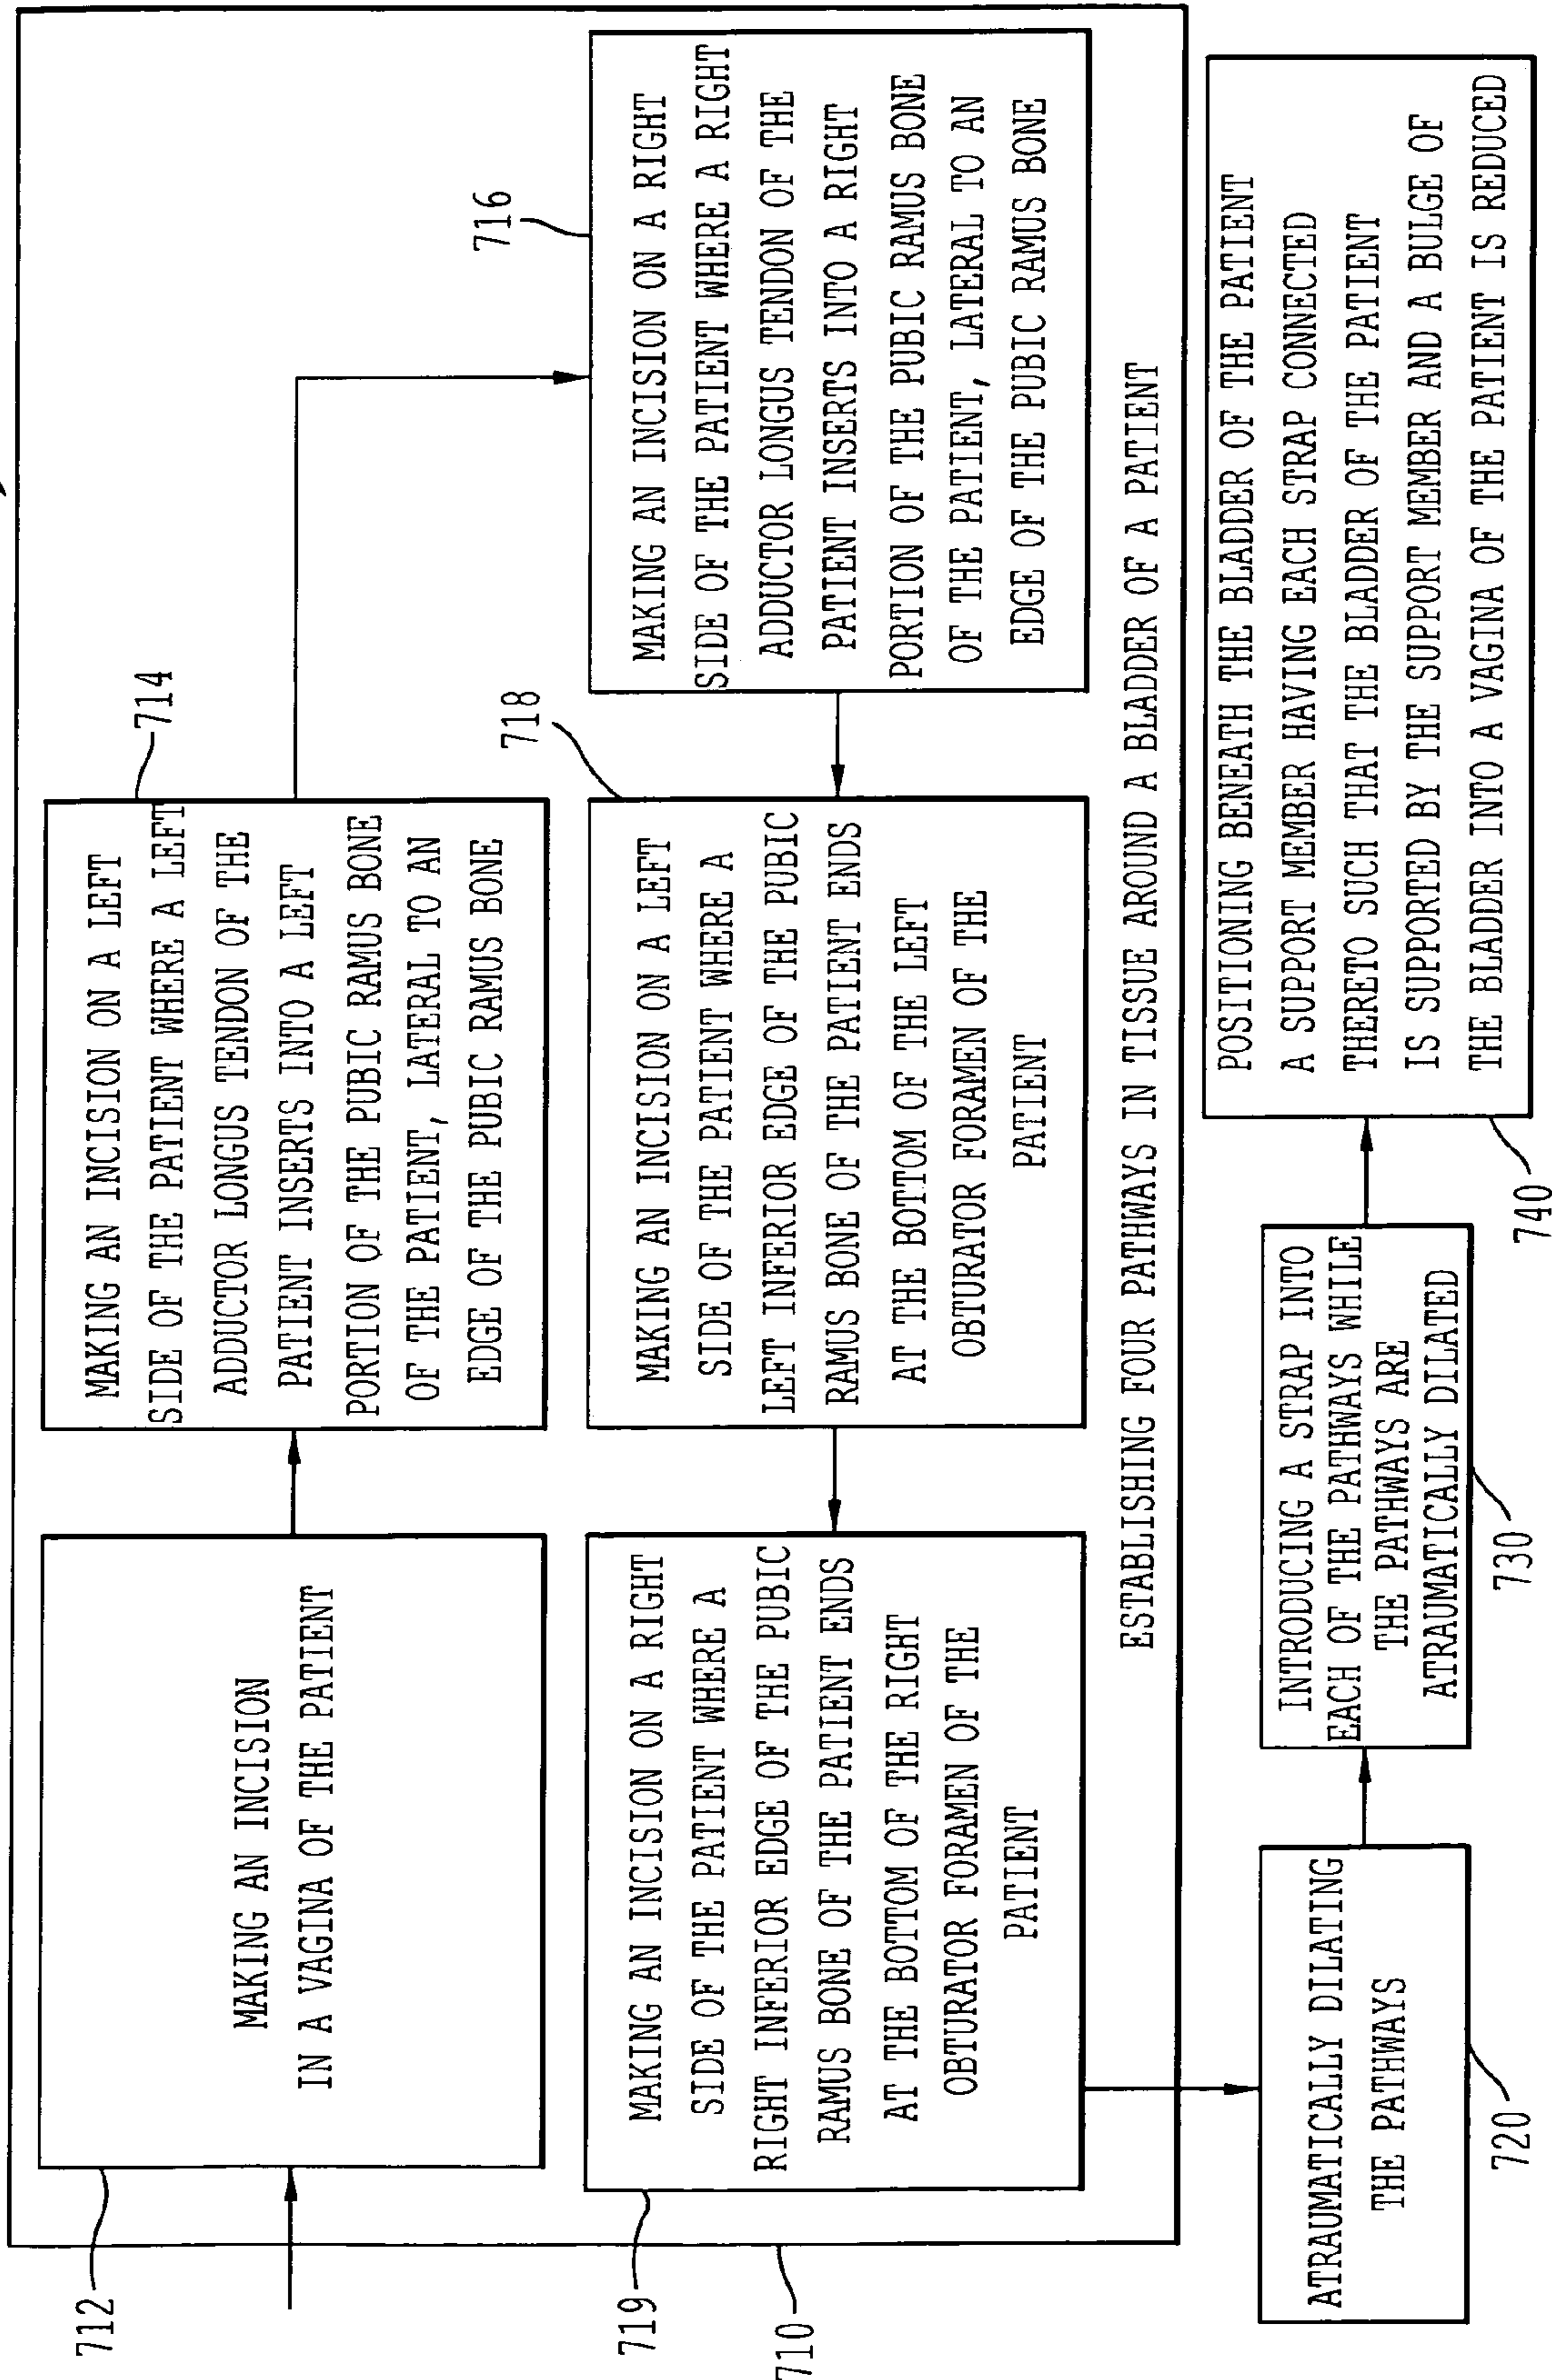 712
MAKING AN INCISION
IN A VAGINA OF THE PATIENT
714
MAKING AN INCISION ON A LEFT
SIDE OF THE PATIENT WHERE A LEFT
ADDUCTOR LONGUS TENDON OF THE
PATIENT INSERTS INTO A LEFT
PORTION OF THE PUBIC RAMUS BONE
OF THE PATIENT, LATERAL TO AN
EDGE OF THE PUBIC RAMUS BONE
716
MAKING AN INCISION ON A RIGHT
SIDE OF THE PATIENT WHERE A RIGHT
ADDUCTOR LONGUS TENDON OF THE
PATIENT INSERTS INTO A RIGHT
PORTION OF THE PUBIC RAMUS BONE
OF THE PATIENT, LATERAL TO AN
EDGE OF THE PUBIC RAMUS BONE
718
MAKING AN INCISION ON A LEFT
SIDE OF THE PATIENT WHERE A
LEFT INFERIOR EDGE OF THE PUBIC
RAMUS BONE OF THE PATIENT ENDS
AT THE BOTTOM OF THE LEFT
OBTURATOR FORAMEN OF THE
PATIENT
719
MAKING AN INCISION ON A RIGHT
SIDE OF THE PATIENT WHERE A
RIGHT INFERIOR EDGE OF THE PUBIC
RAMUS BONE OF THE PATIENT ENDS
AT THE BOTTOM OF THE RIGHT
OBTURATOR FORAMEN OF THE
PATIENT
710
ESTABLISHING FOUR PATHWAYS IN TISSUE AROUND A BLADDER OF A PATIENT
ATRAUMATICALLY DILATING
THE PATHWAYS
720
INTRODUCING A STRAP INTO
EACH OF THE PATHWAYS WHILE
THE PATHWAYS ARE
ATRAUMATICALLY DILATED
730
POSITIONING BENEATH THE BLADDER OF THE PATIENT
A SUPPORT MEMBER HAVING EACH STRAP CONNECTED
THERETO SUCH THAT THE BLADDER OF THE PATIENT
IS SUPPORTED BY THE SUPPORT MEMBER AND A BULGE OF
THE BLADDER INTO A VAGINA OF THE PATIENT IS REDUCED
740